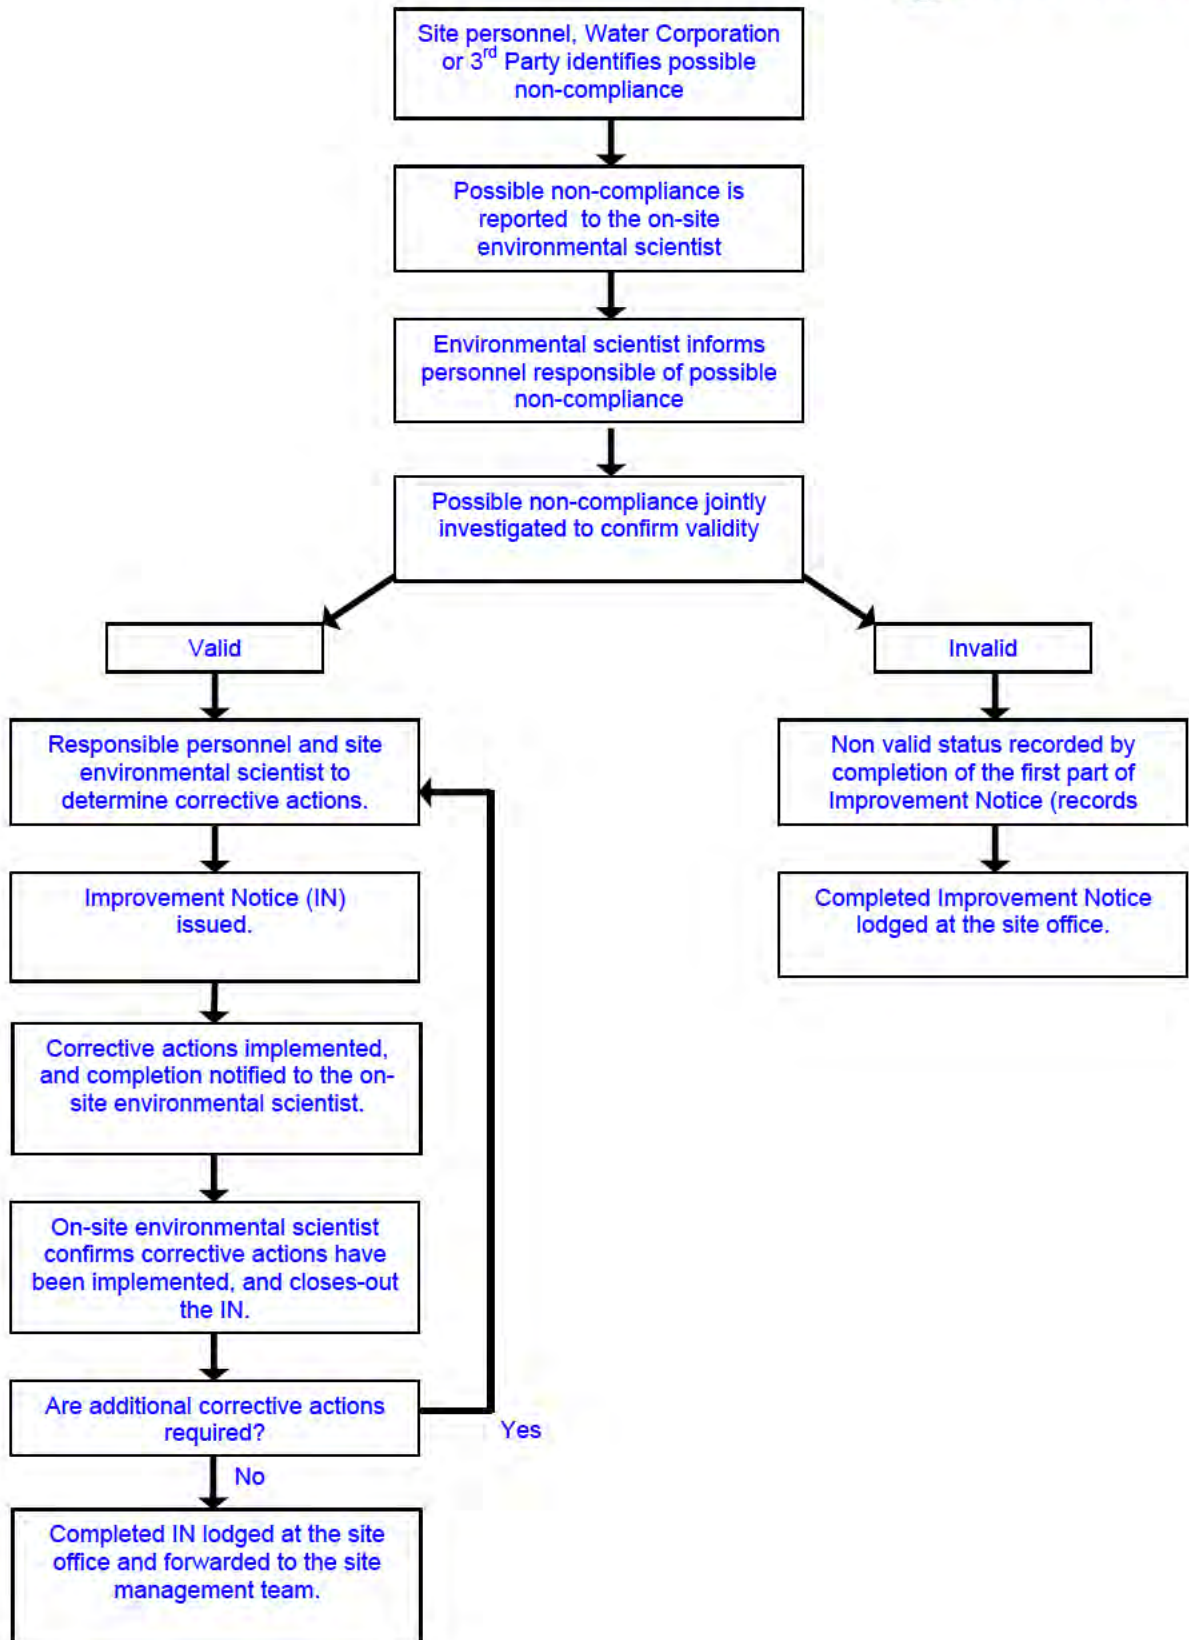 Site personnel, Water Corporation
or 3rd Party identifies possible
non-compliance
Possible non-compliance is
reported to the on-site
environmental scientist
Environmental scientist informs
personnel responsible of possible
non-compliance
Possible non-compliance jointly
investigated to confirm validity
Valid
Invalid
Responsible personnel and site
environmental scientist to
determine corrective actions.
Non valid status recorded by
completion of the first part of
Improvement Notice (records
Improvement Notice (IN)
issued.
Completed Improvement Notice
lodged at the site office.
Corrective actions implemented,
and completion notified to the on-
site environmental scientist.
On-site environmental scientist
confirms corrective actions have
been implemented, and closes-out
the IN.
Are additional corrective actions
required?
Yes
No
Completed IN lodged at the site
office and forwarded to the site
management team.